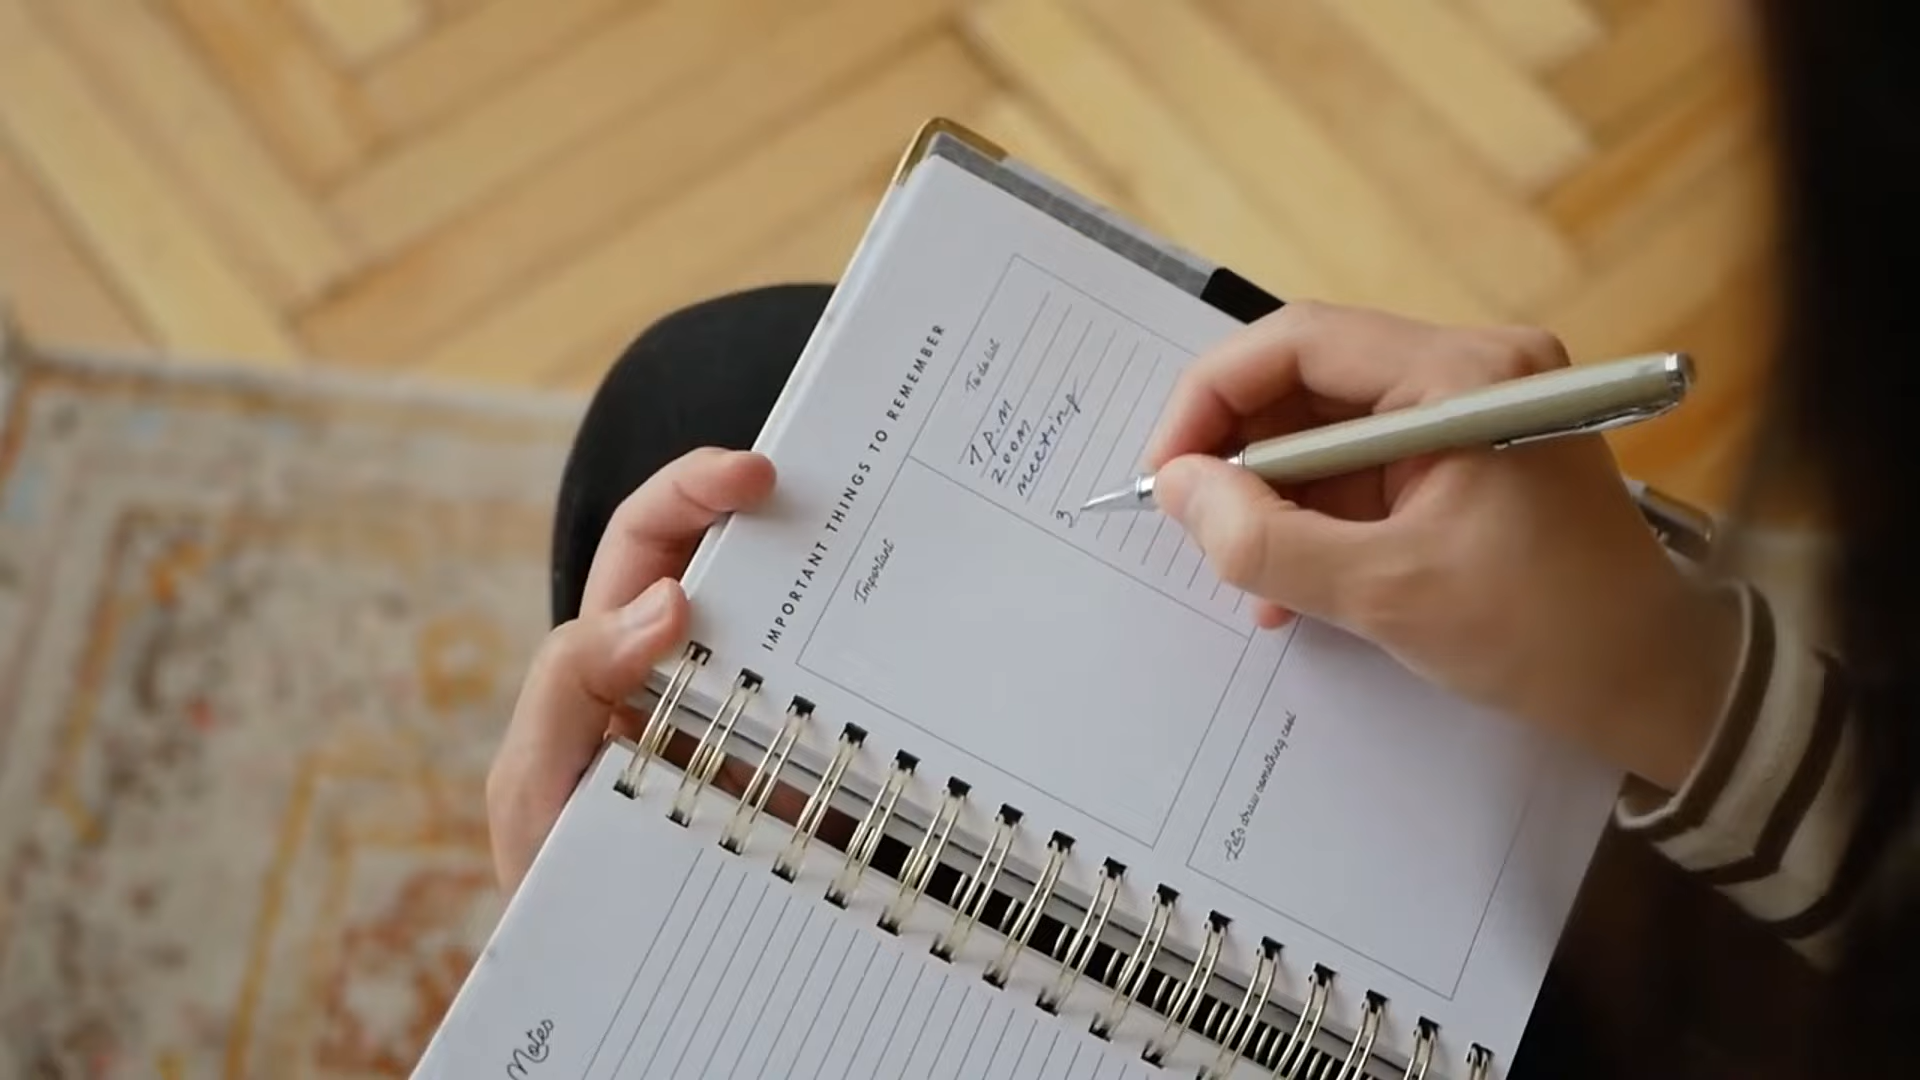 IMPORTANT THINGS TO REMEMBER
To do list
1 P.M
ZOOM
meeting
3
Important
Let's draw something cool
Notes